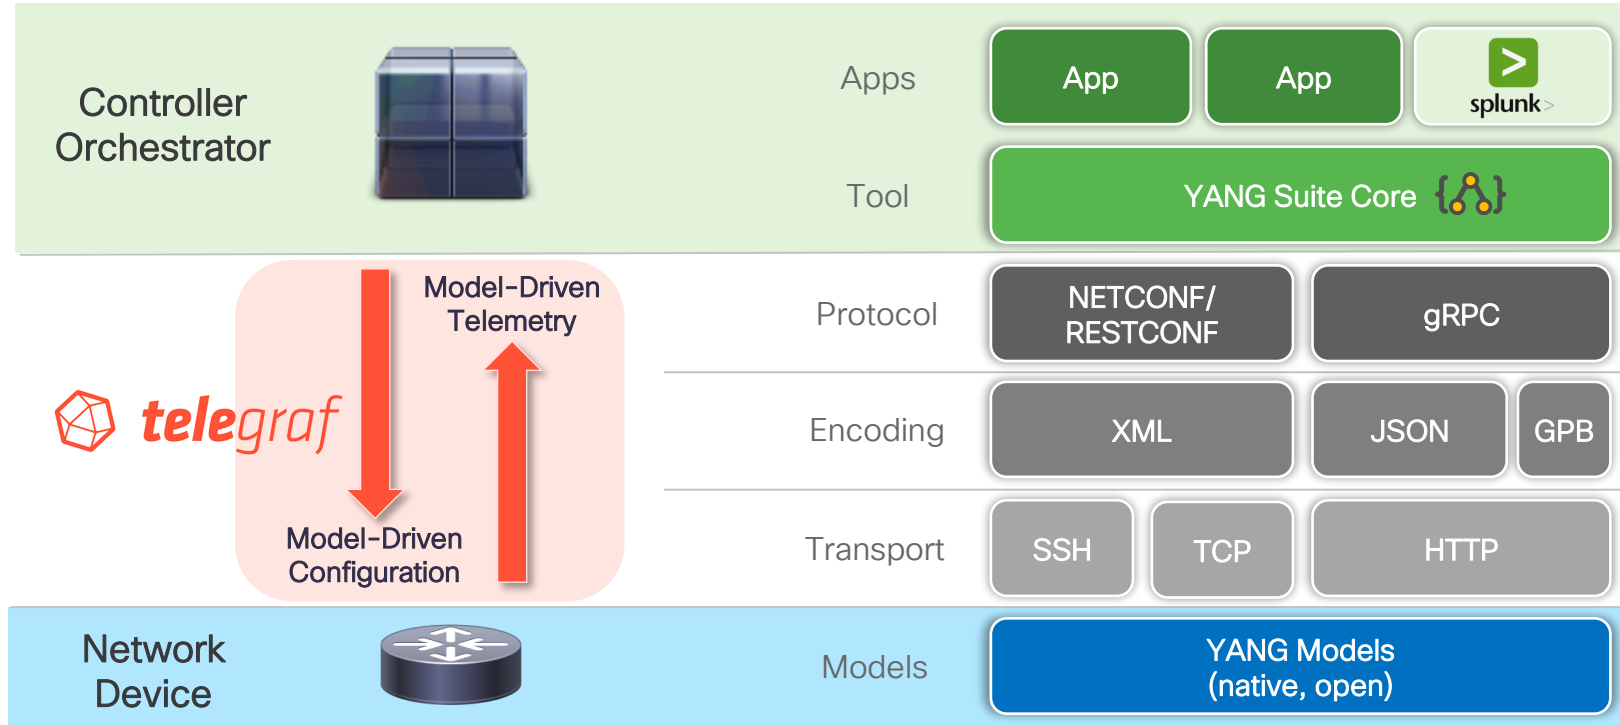 Controller
Orchestrator
Apps
App
App
>
splunk>
Tool
YANG Suite Core
Model-Driven
Telemetry
telegraf
Model-Driven
Configuration
Protocol
NETCONF/
RESTCONF
gRPC
Encoding
XML
JSON
GPB
Transport
SSH
TCP
HTTP
Network
Device
Models
YANG Models
(native, open)